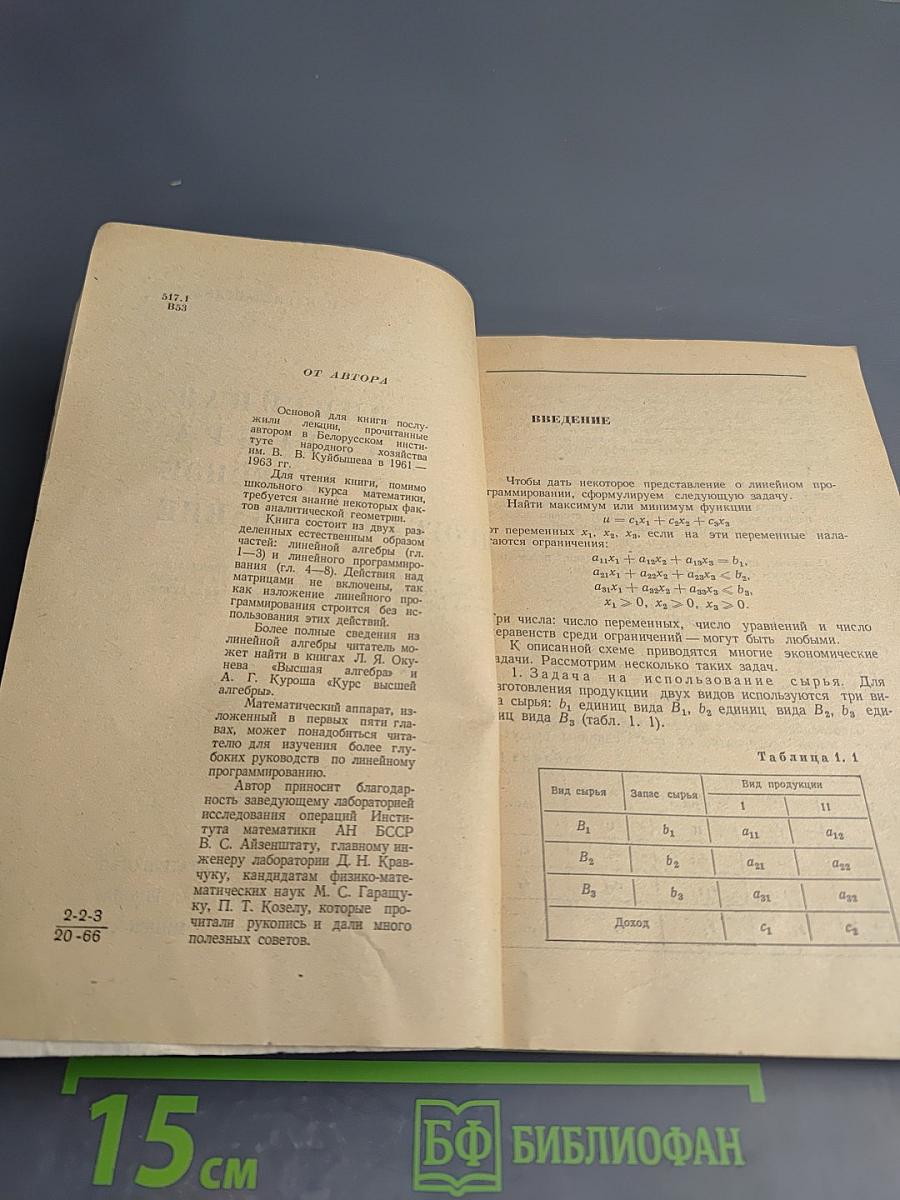 517.1
В53
ОТ АВТОРА
Основой для книги послу-
жили лекции, прочитанные
автором в Белорусском инсти-
туте народного хозяйства
им. В. В. Куйбышева в 1961—
1963 гг.
Для чтения книги, помимо
школьного курса математики,
требуется знание некоторых фак-
тов аналитической геометрии.
Книга состоит из двух раз-
деленных естественным образом
частей: линейной алгебры (гл.
1—3) и линейного программиро-
вания (гл. 4—8). Действия над
матрицами не включены, так
как изложение линейного про-
граммирования строится без ис-
пользования этих действий.
Более полные сведения из
линейной алгебры читатель мо-
жет найти в книгах Л. Я. Оку-
нева «Высшая алгебра» и
А. Г. Куроша «Курс высшей
алгебры».
Математический аппарат, из-
ложенный в первых пяти гла-
вах, может понадобиться чита-
телю для изучения более глу-
боких руководств по линейному
программированию.
Автор приносит благодар-
ность заведующему лабораторией
исследования операций Инсти-
тута математики АН БССР
В. С. Айзенштату, главному ин-
женеру лаборатории Д. Н. Крав-
чуку, кандидатам физико-мате-
матических наук М. С. Гаращу-
ку, П. Т. Козелу, которые про-
читали рукопись и дали много
полезных советов.
2-2-3
20-66
ВВЕДЕНИЕ
Чтобы дать некоторое представление о линейном про-
граммировании, сформулируем следующую задачу.
Найти максимум или минимум функции
u = c₁x₁ + c₂x₂ + c₃x₃
от переменных x₁, x₂, x₃, если на эти переменные нала-
гаются ограничения:
a₁₁x₁ + a₁₂x₂ + a₁₃x₃ = b₁,
a₂₁x₁ + a₂₂x₂ + a₂₃x₃ ⩽ b₂,
a₃₁x₁ + a₃₂x₂ + a₃₃x₃ ⩽ b₃,
x₁ ⩾ 0, x₂ ⩾ 0, x₃ ⩾ 0.
Три числа: число переменных, число уравнений и число
неравенств среди ограничений — могут быть любыми.
К описанной схеме приводятся многие экономические
задачи. Рассмотрим несколько таких задач.
1. Задача на использование сырья. Для
изготовления продукции двух видов используются три ви-
да сырья: b₁ единиц вида B₁, b₂ единиц вида B₂, b₃ еди-
ниц вида B₃ (табл. 1. 1).
Таблица 1. 1
Вид сырья Запас сырья Вид продукции
I II
B₁ b₁ a₁₁ a₁₂
B₂ b₂ a₂₁ a₂₂
B₃ b₃ a₃₁ a₃₂
Доход c₁ c₂
15 см
БФ БИБЛИОФАН